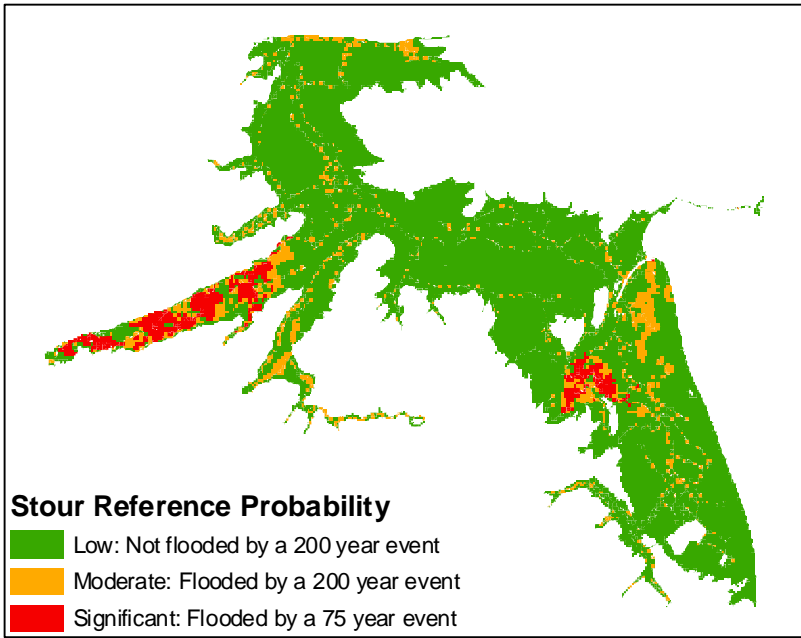 Stour Reference Probability
Low: Not flooded by a 200 year event
Moderate: Flooded by a 200 year event
Significant: Flooded by a 75 year event